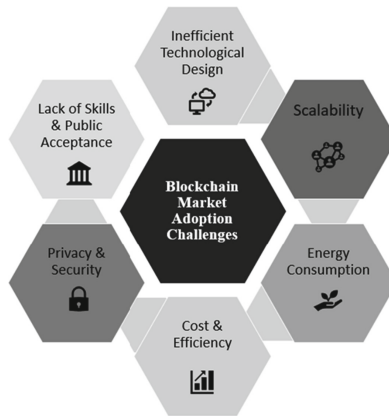 Inefficient
Technological
Design
Scalability
Lack of Skills
& Public
Acceptance
Blockchain
Market
Adoption
Challenges
Privacy &
Security
Energy
Consumption
Cost &
Efficiency